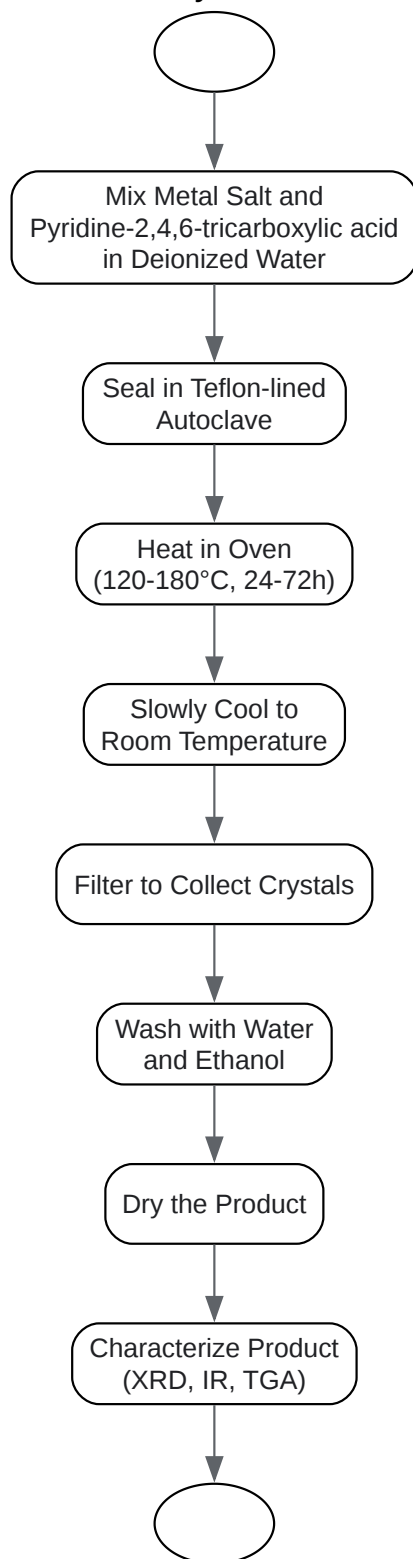 Mix Metal Salt and
Pyridine-2,4,6-tricarboxylic acid
in Deionized Water
Seal in Teflon-lined
Autoclave
Heat in Oven
(120-180°C, 24-72h)
Slowly Cool to
Room Temperature
Filter to Collect Crystals
Wash with Water
and Ethanol
Dry the Product
Characterize Product
(XRD, IR, TGA)